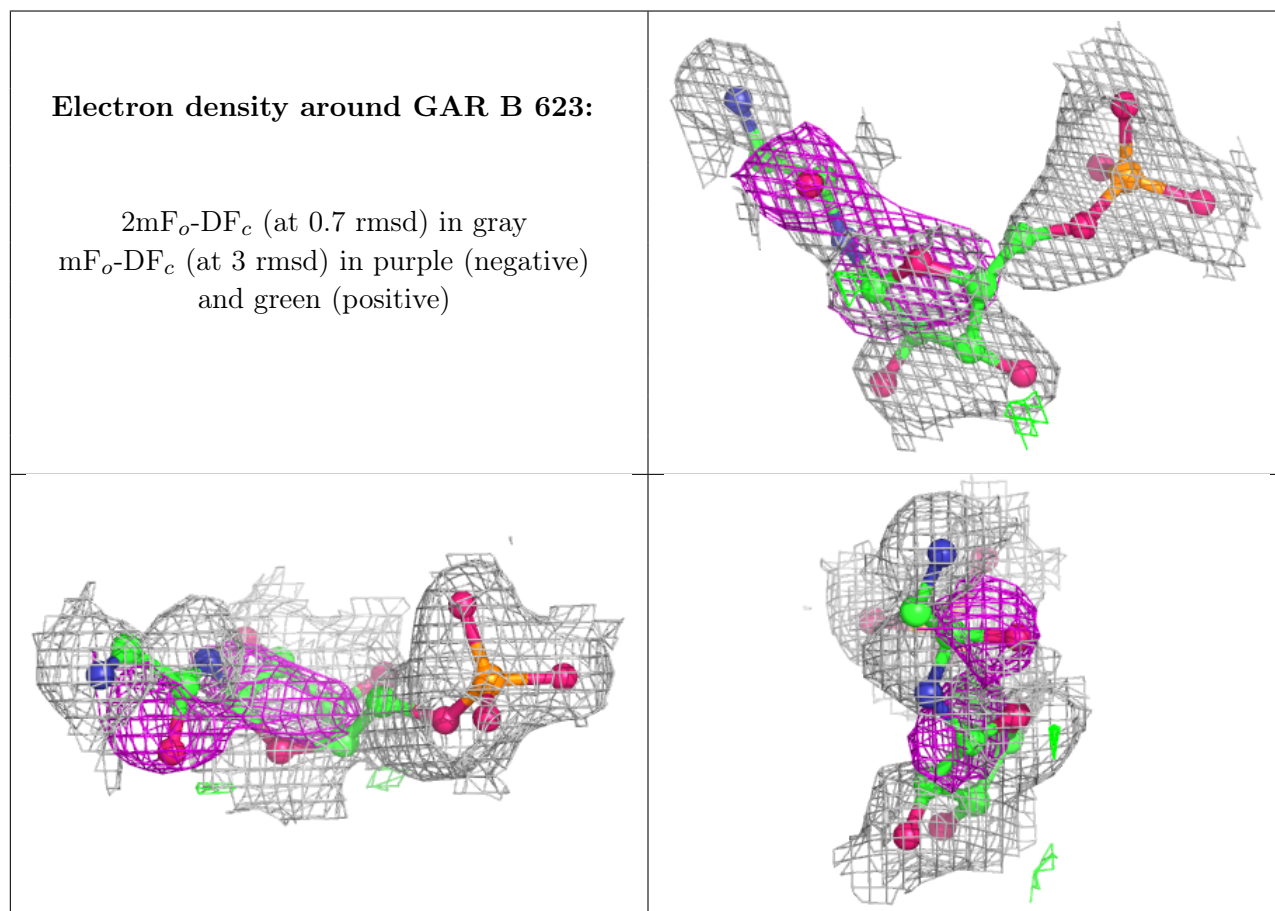 Electron density around GAR B 623:
2mFo-DFc (at 0.7 rmsd) in gray
mFo-DFc (at 3 rmsd) in purple (negative)
and green (positive)